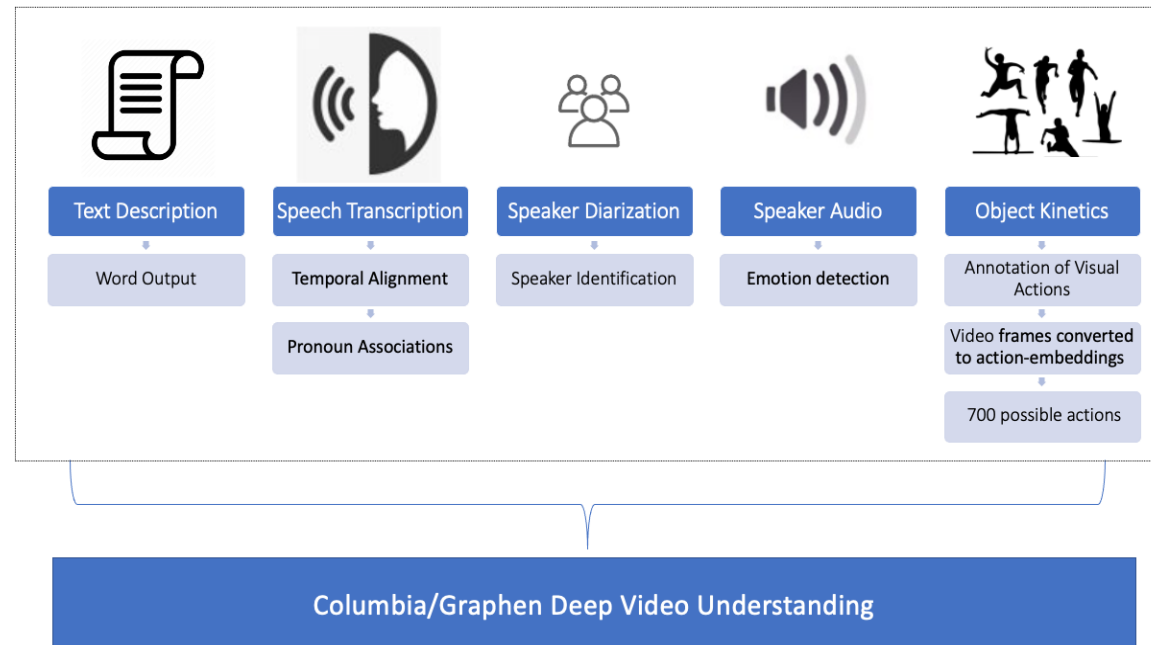 Text Description
Speech Transcription
Speaker Diarization
Speaker Audio
Object Kinetics
Word Output
Temporal Alignment
Speaker Identification
Emotion detection
Annotation of Visual
Actions
Pronoun Associations
Video frames converted
to action-embeddings
700 possible actions
Columbia/Graphen Deep Video Understanding